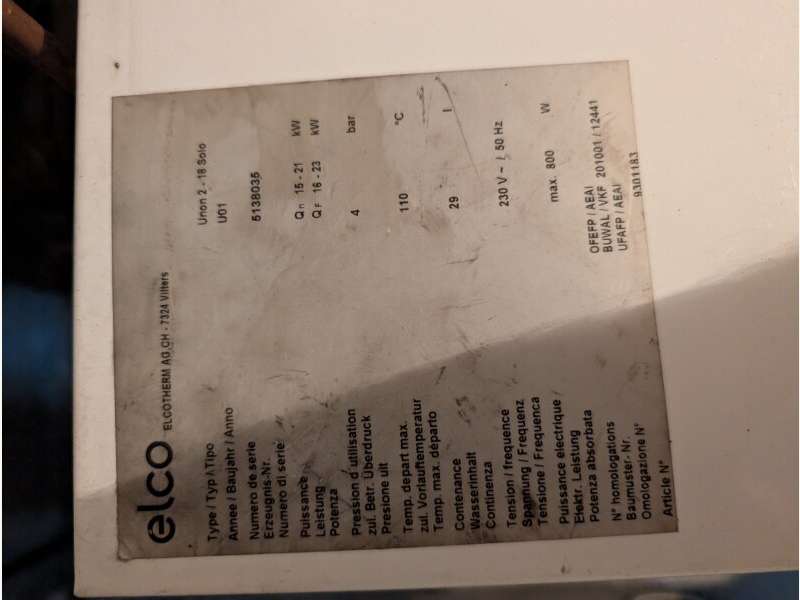 elco ELCOTHERM AG, CH - 7324 Vilters
Type / Typ / Tipo Unon 2 - 18 Solo
Annee / Baujahr / Anno U01
Numero de serie 5138035
Erzeugnis-Nr.
Numero di serie
Puissance Qn 15 - 21 kW
Leistung QF 16 - 23 kW
Potenza
Pression d'utilisation 4 bar
zul. Betr. Überdruck
Presione ult
Temp. depart max. 110 °C
zul. Vorlauftemperatur
Temp. max. départo
Contenance 29 l
Wasserinhalt
Continenza
Tension / frequence 230 V ~ / 50 Hz
Spannung / Frequenz
Tensione / Frequenca
Puissance electrique / max. 800 W
Elektr. Leistung
Potenza absorbata
N° homologations OFEFP / AEAI
Baumuster- Nr. BUWAL / VKF 201001 / 12441
Omologazione N° UFAFP / AEAI
Article N° 9301183